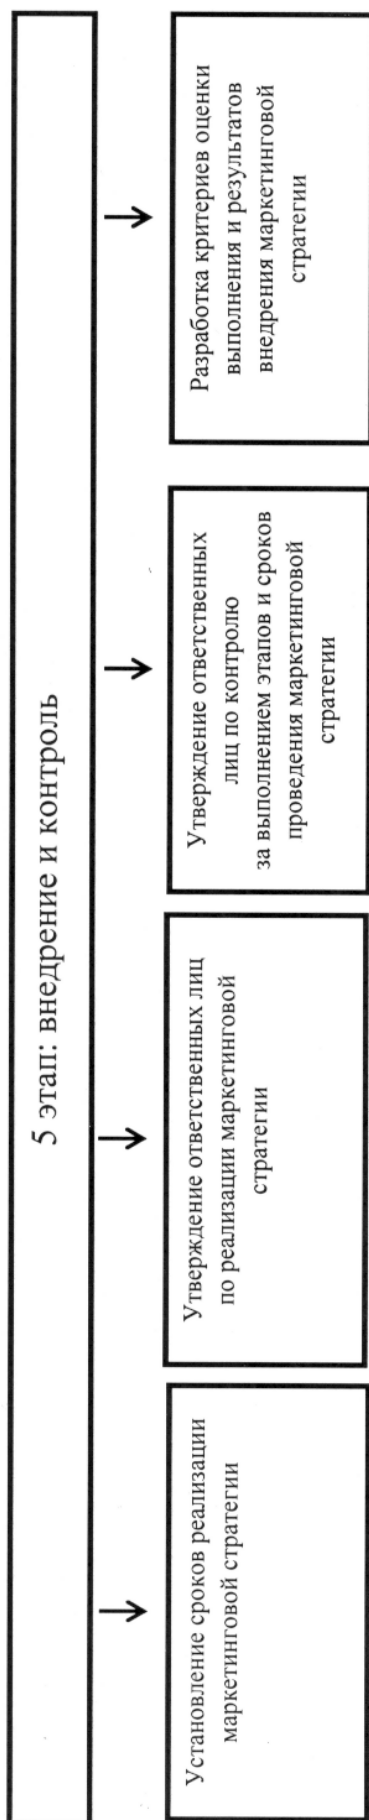 5 этап: внедрение и контроль
Установление сроков реализации
маркетинговой стратегии
Утверждение ответственных лиц
по реализации маркетинговой
стратегии
Утверждение ответственных
лиц по контролю
за выполнением этапов и сроков
проведения маркетинговой
стратегии
Разработка критериев оценки
выполнения и результатов
внедрения маркетинговой
стратегии